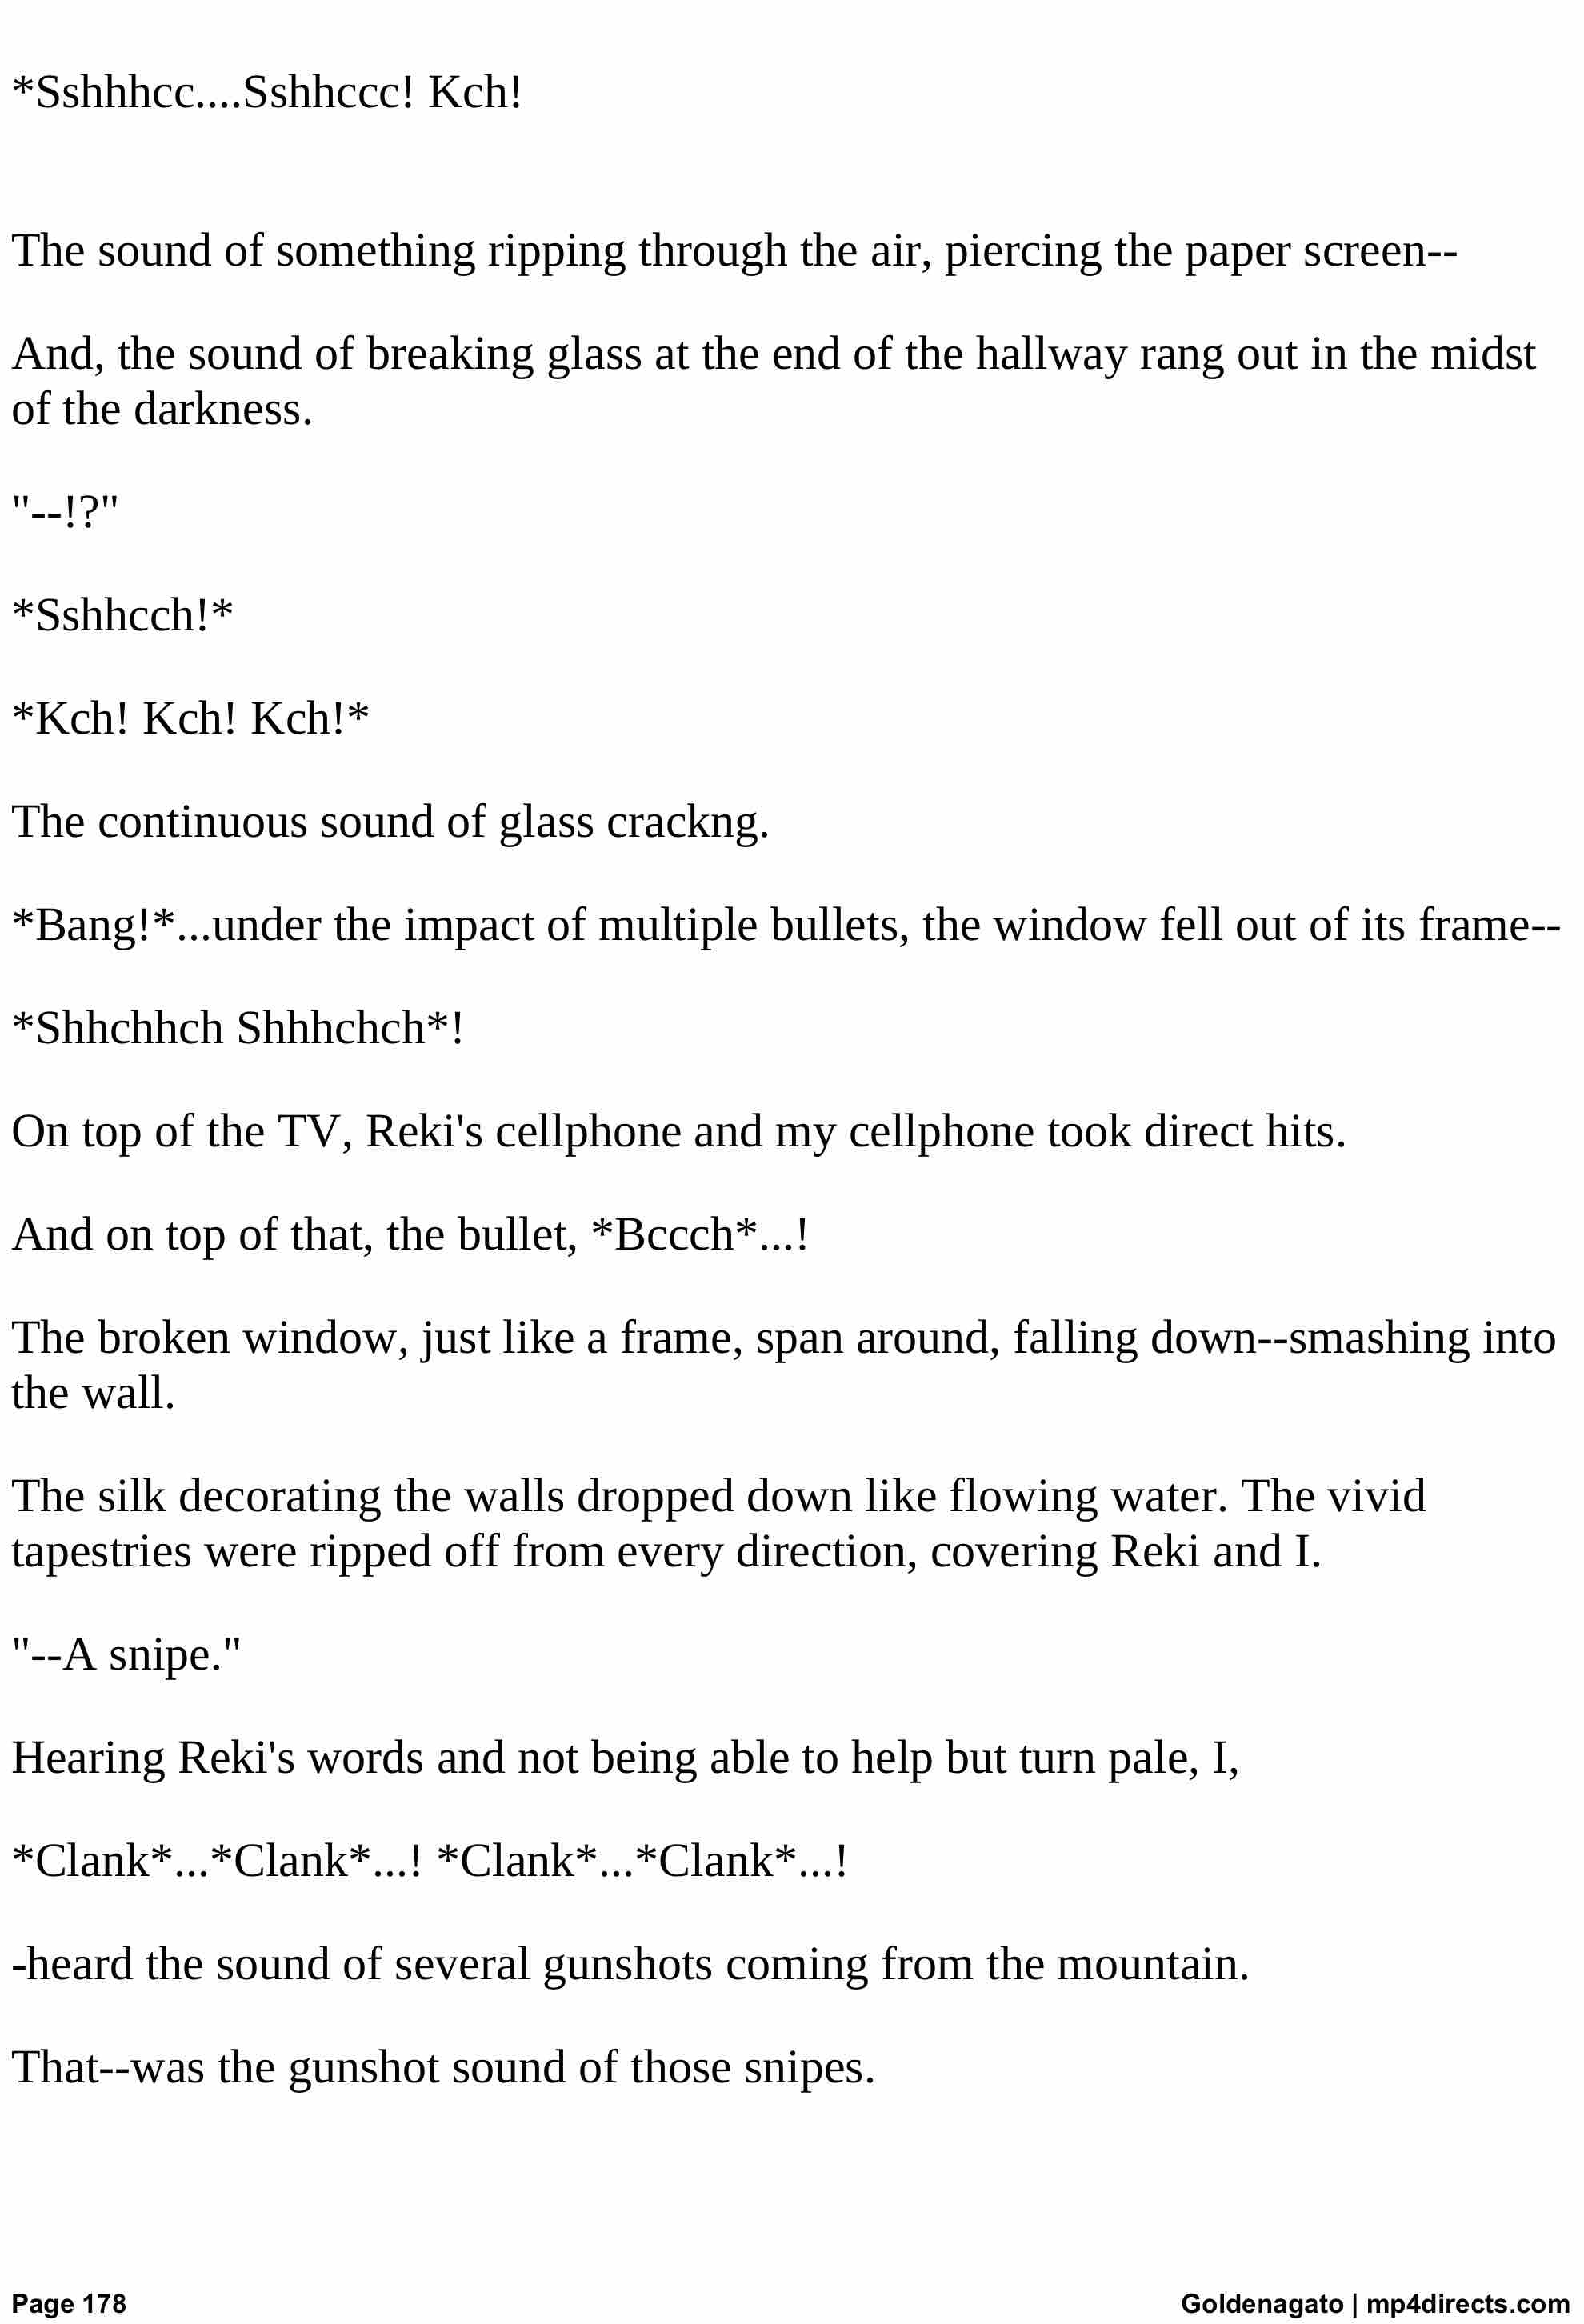 *Sshhhcc....Sshhccc! Kch!
The sound of something ripping through the air, piercing the paper screen--
And, the sound of breaking glass at the end of the hallway rang out in the midst
of the darkness.
"--!?"
*Sshhcch!*
*Kch! Kch! Kch!*
The continuous sound of glass crackng.
*Bang!*...under the impact of multiple bullets, the window fell out of its frame--
*Shhchhch Shhhchch*!
On top of the TV, Reki's cellphone and my cellphone took direct hits.
And on top of that, the bullet, *Bccch*...!
The broken window, just like a frame, span around, falling down--smashing into
the wall.
The silk decorating the walls dropped down like flowing water. The vivid
tapestries were ripped off from every direction, covering Reki and I.
"--A snipe."
Hearing Reki's words and not being able to help but turn pale, I,
*Clank*...*Clank*...! *Clank*...*Clank*...!
-heard the sound of several gunshots coming from the mountain.
That--was the gunshot sound of those snipes.
Page 178
Goldenagato | mp4directs.com